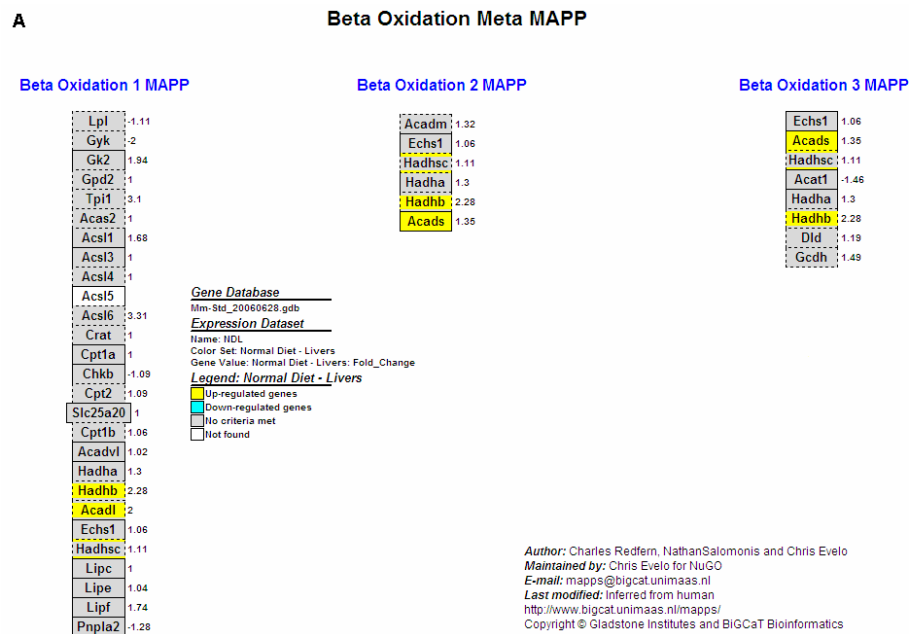 A
Beta Oxidation Meta MAPP
Beta Oxidation 1 MAPP
Lpl -1.11
Gyk -2
Gk2 1.94
Gpd2 1
Tpi1 3.1
Acas2 1
Acsl1 1.68
Acsl3 1
Acsl4 1
Acsl5
Acsl6 3.31
Crat 1
Cpt1a 1
Chkb -1.09
Cpt2 1.09
Slc25a20 1
Cpt1b 1.06
Acadvl 1.02
Hadha 1.3
Hadhb 2.28
Acadl 2
Echs1 1.06
Hadhsc 1.11
Lipc 1
Lipe 1.04
Lipf 1.74
Pnpla2 -1.28
Beta Oxidation 2 MAPP
Acadm 1.32
Echs1 1.06
Hadhsc 1.11
Hadha 1.3
Hadhb 2.28
Acads 1.35
Beta Oxidation 3 MAPP
Echs1 1.06
Acads 1.35
Hadhsc 1.11
Acat1 -1.46
Hadha 1.3
Hadhb 2.28
Dld 1.19
Gcdh 1.49
Gene Database
Mm-Std_20060628.gdb
Expression Dataset
Name: NDL
Color Set: Normal Diet - Livers
Gene Value: Normal Diet - Livers: Fold_Change
Legend: Normal Diet - Livers
Up-regulated genes
Down-regulated genes
No criteria met
Not found
Author: Charles Redfern, NathanSalomonis and Chris Evelo
Maintained by: Chris Evelo for NuGO
E-mail: mapps@bigcat.unimaas.nl
Last modified: Inferred from human
http://www.bigcat.unimaas.nl/mapps/
Copyright © Gladstone Institutes and BiGCaT Bioinformatics